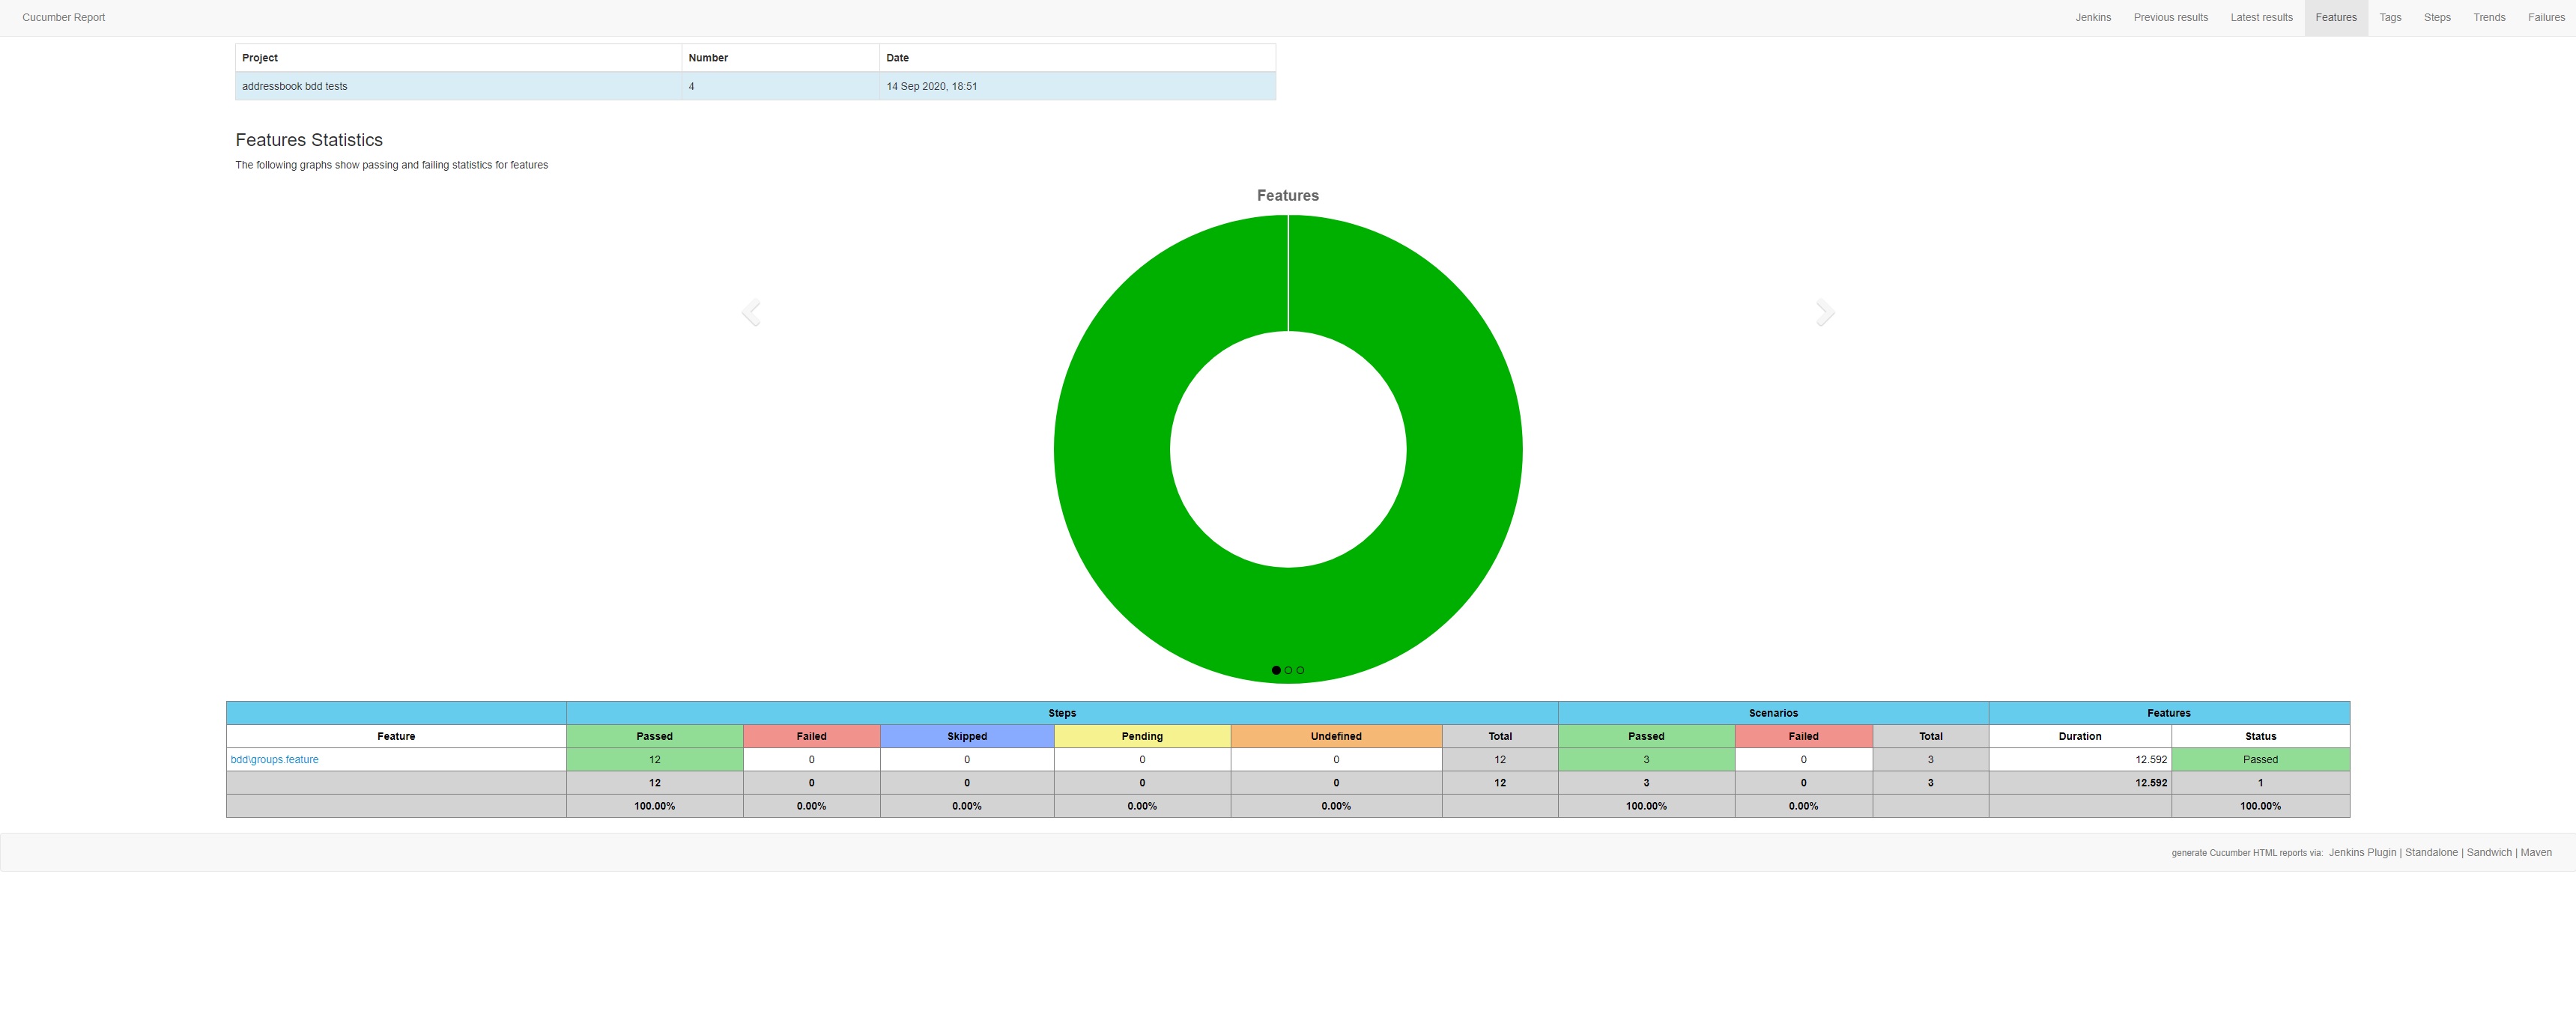 Cucumber Report Jenkins Previous results Latest results Features Tags Steps Trends Failures
Project Number Date
addressbook bdd tests 4 14 Sep 2020, 18:51
Features Statistics
The following graphs show passing and failing statistics for features
Features
Steps Scenarios Features
Feature Passed Failed Skipped Pending Undefined Total Passed Failed Total Duration Status
bdd\groups.feature 12 0 0 0 0 12 3 0 3 12.592 Passed
12 0 0 0 0 12 3 0 3 12.592 1
100.00% 0.00% 0.00% 0.00% 0.00% 100.00% 0.00% 100.00%
generate Cucumber HTML reports via: Jenkins Plugin | Standalone | Sandwich | Maven